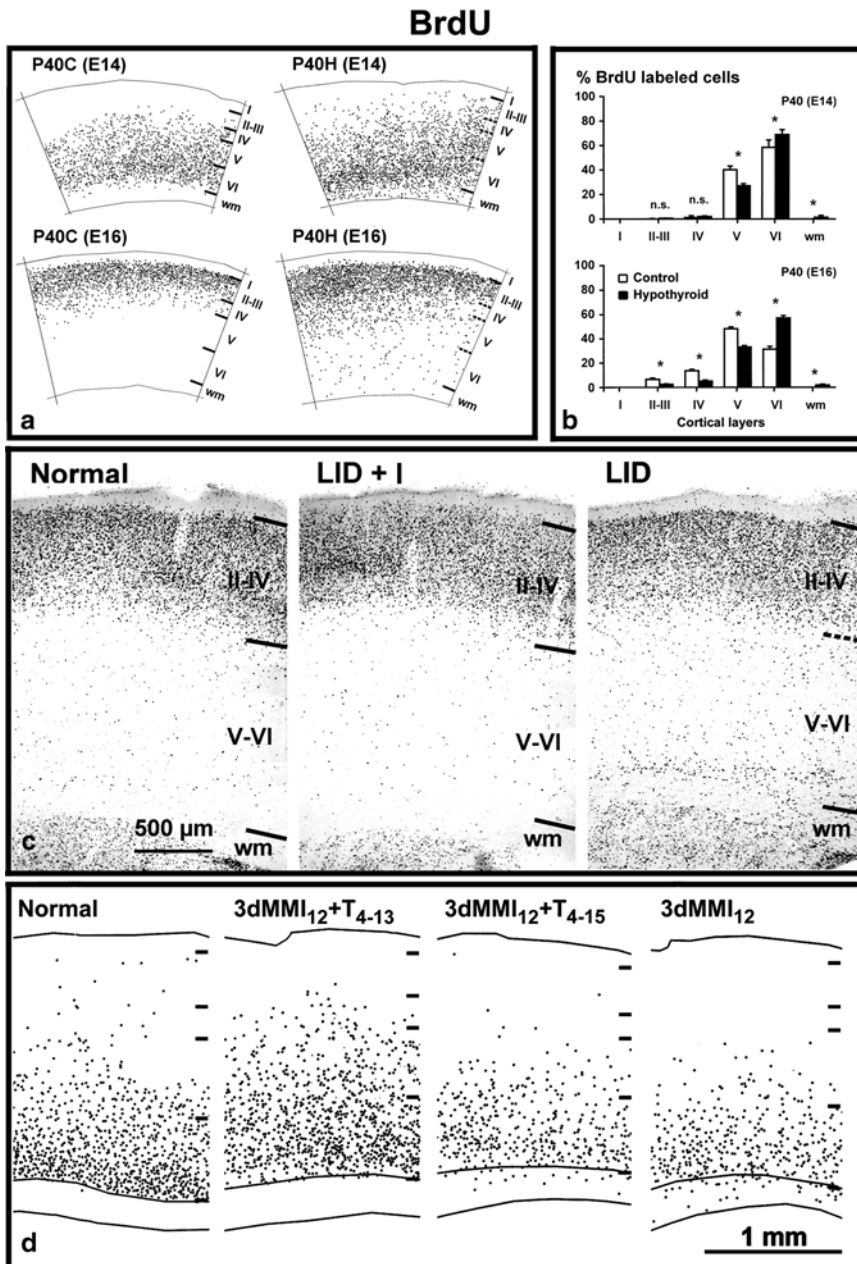 BrdU
P40C (E14)
I
II-III
IV
V
VI
wm
P40H (E14)
I
II-III
IV
V
VI
wm
P40C (E16)
I
II-III
IV
V
VI
wm
P40H (E16)
I
II-III
IV
V
VI
wm
a
% BrdU labeled cells
P40 (E14)
100
80
60
40
20
0
n.s.
n.s.
*
*
*
I II-III IV V VI wm
P40 (E16)
100
80
60
40
20
0
Control
Hypothyroid
*
*
*
*
*
I II-III IV V VI wm
Cortical layers
b
Normal
II-IV
V-VI
wm
500 µm
c
LID + I
II-IV
V-VI
wm
LID
II-IV
V-VI
wm
Normal
3dMMI12+T4-13
3dMMI12+T4-15
3dMMI12
d
1 mm